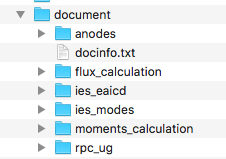 document
anodes
docinfo.txt
flux_calculation
ies_eaicd
ies_modes
moments_calculation
rpc_ug